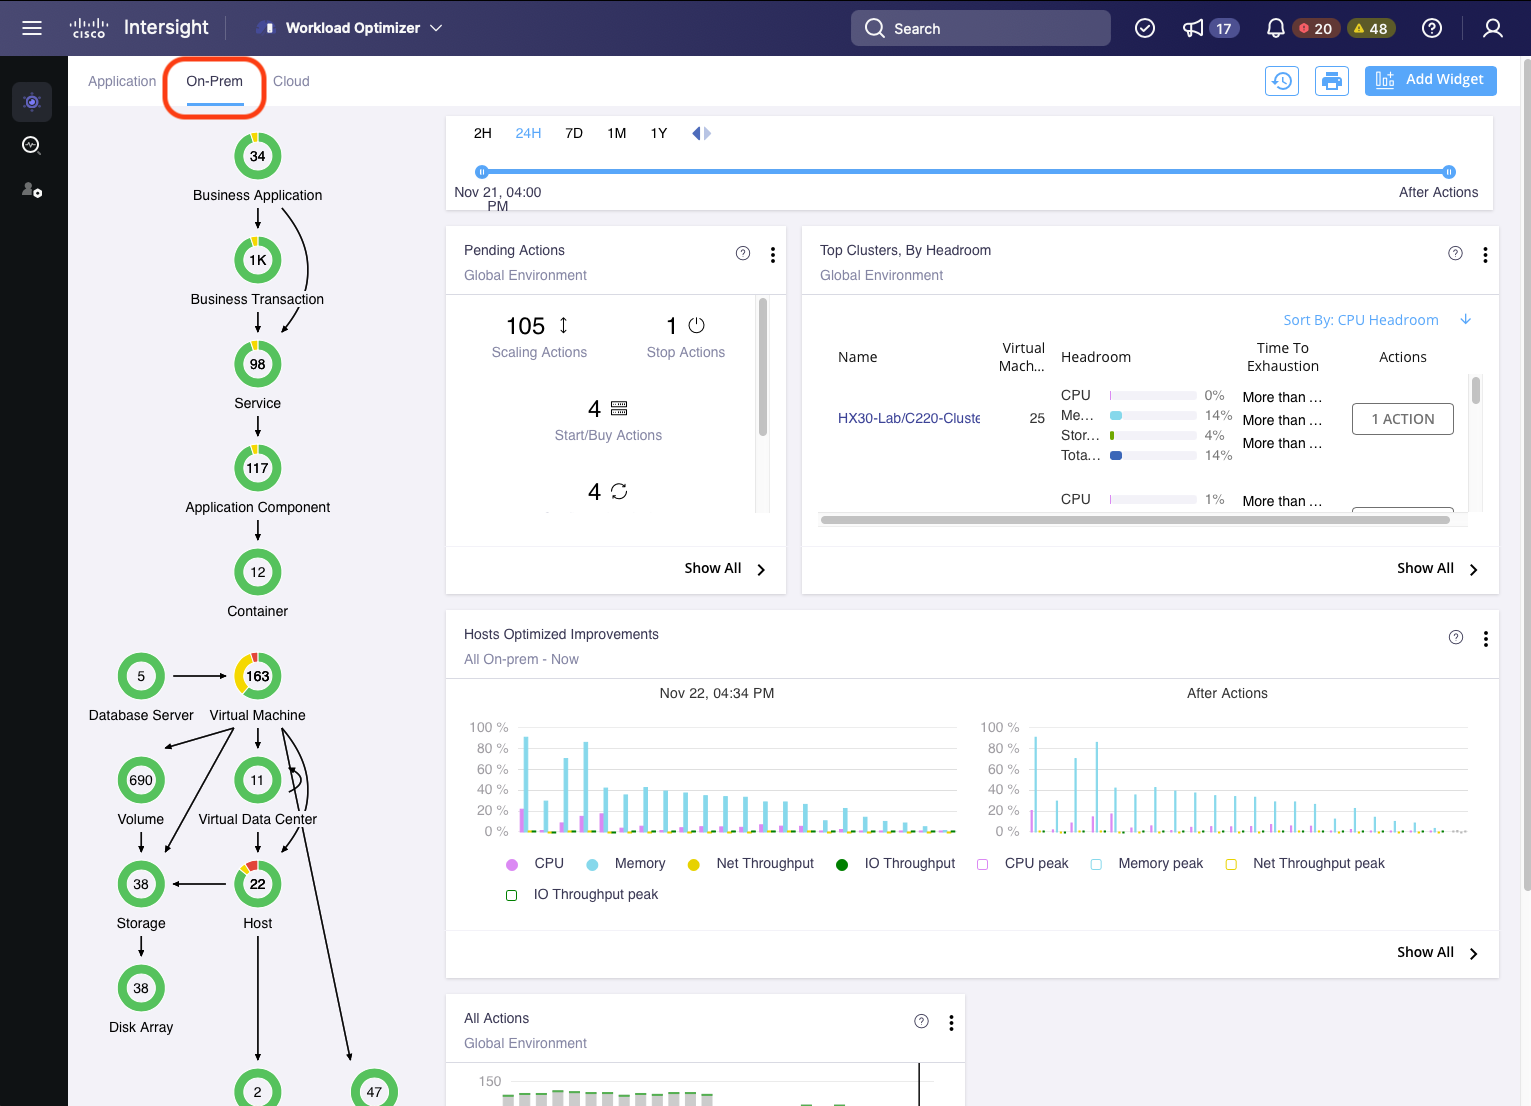 cisco Intersight Workload Optimizer Search 17 20 48
Application On-Prem Cloud Add Widget
34
Business Application
1K
Business Transaction
98
Service
117
Application Component
12
Container
5 163
Database Server Virtual Machine
690 11
Volume Virtual Data Center
38 22
Storage Host
38
Disk Array
2 47
2H 24H 7D 1M 1Y
Nov 21, 04:00 PM After Actions
Pending Actions
Global Environment
105 1
Scaling Actions Stop Actions
4
Start/Buy Actions
4
Show All
Top Clusters, By Headroom
Global Environment
Sort By: CPU Headroom
Name Virtual Mach... Headroom Time To Exhaustion Actions
HX30-Lab/C220-Cluste 25
CPU 0% More than ...
Me... 14% More than ...
Stor... 4% More than ...
Tota... 14%
1 ACTION
CPU 1% More than ...
Show All
Hosts Optimized Improvements
All On-prem - Now
Nov 22, 04:34 PM After Actions
100 % 100 %
80 % 80 %
60 % 60 %
40 % 40 %
20 % 20 %
0 % 0 %
CPU Memory Net Throughput IO Throughput CPU peak Memory peak Net Throughput peak
IO Throughput peak
Show All
All Actions
Global Environment
150